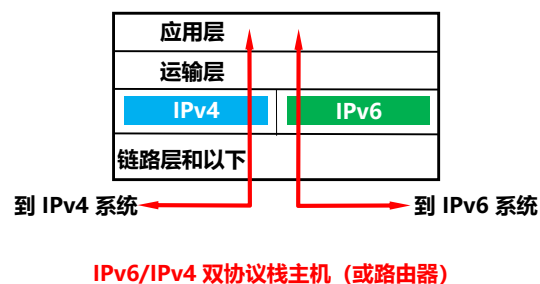 应用层
运输层
IPv4 IPv6
链路层和以下
到 IPv4 系统 到 IPv6 系统
IPv6/IPv4 双协议栈主机（或路由器）